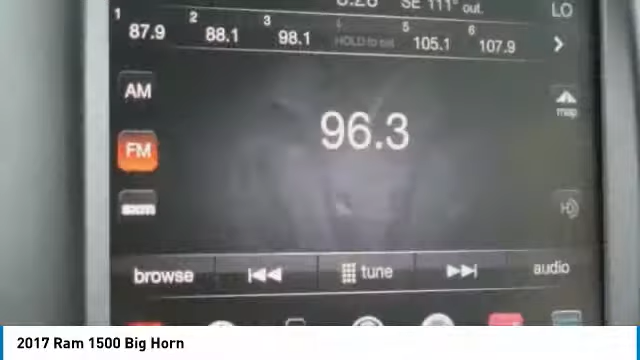 SE 111° out.
LO
1 2 3 4 5 6
87.9 88.1 98.1 HOLD to set 105.1 107.9
AM
map
96.3
FM
HD
browse tune audio
2017 Ram 1500 Big Horn